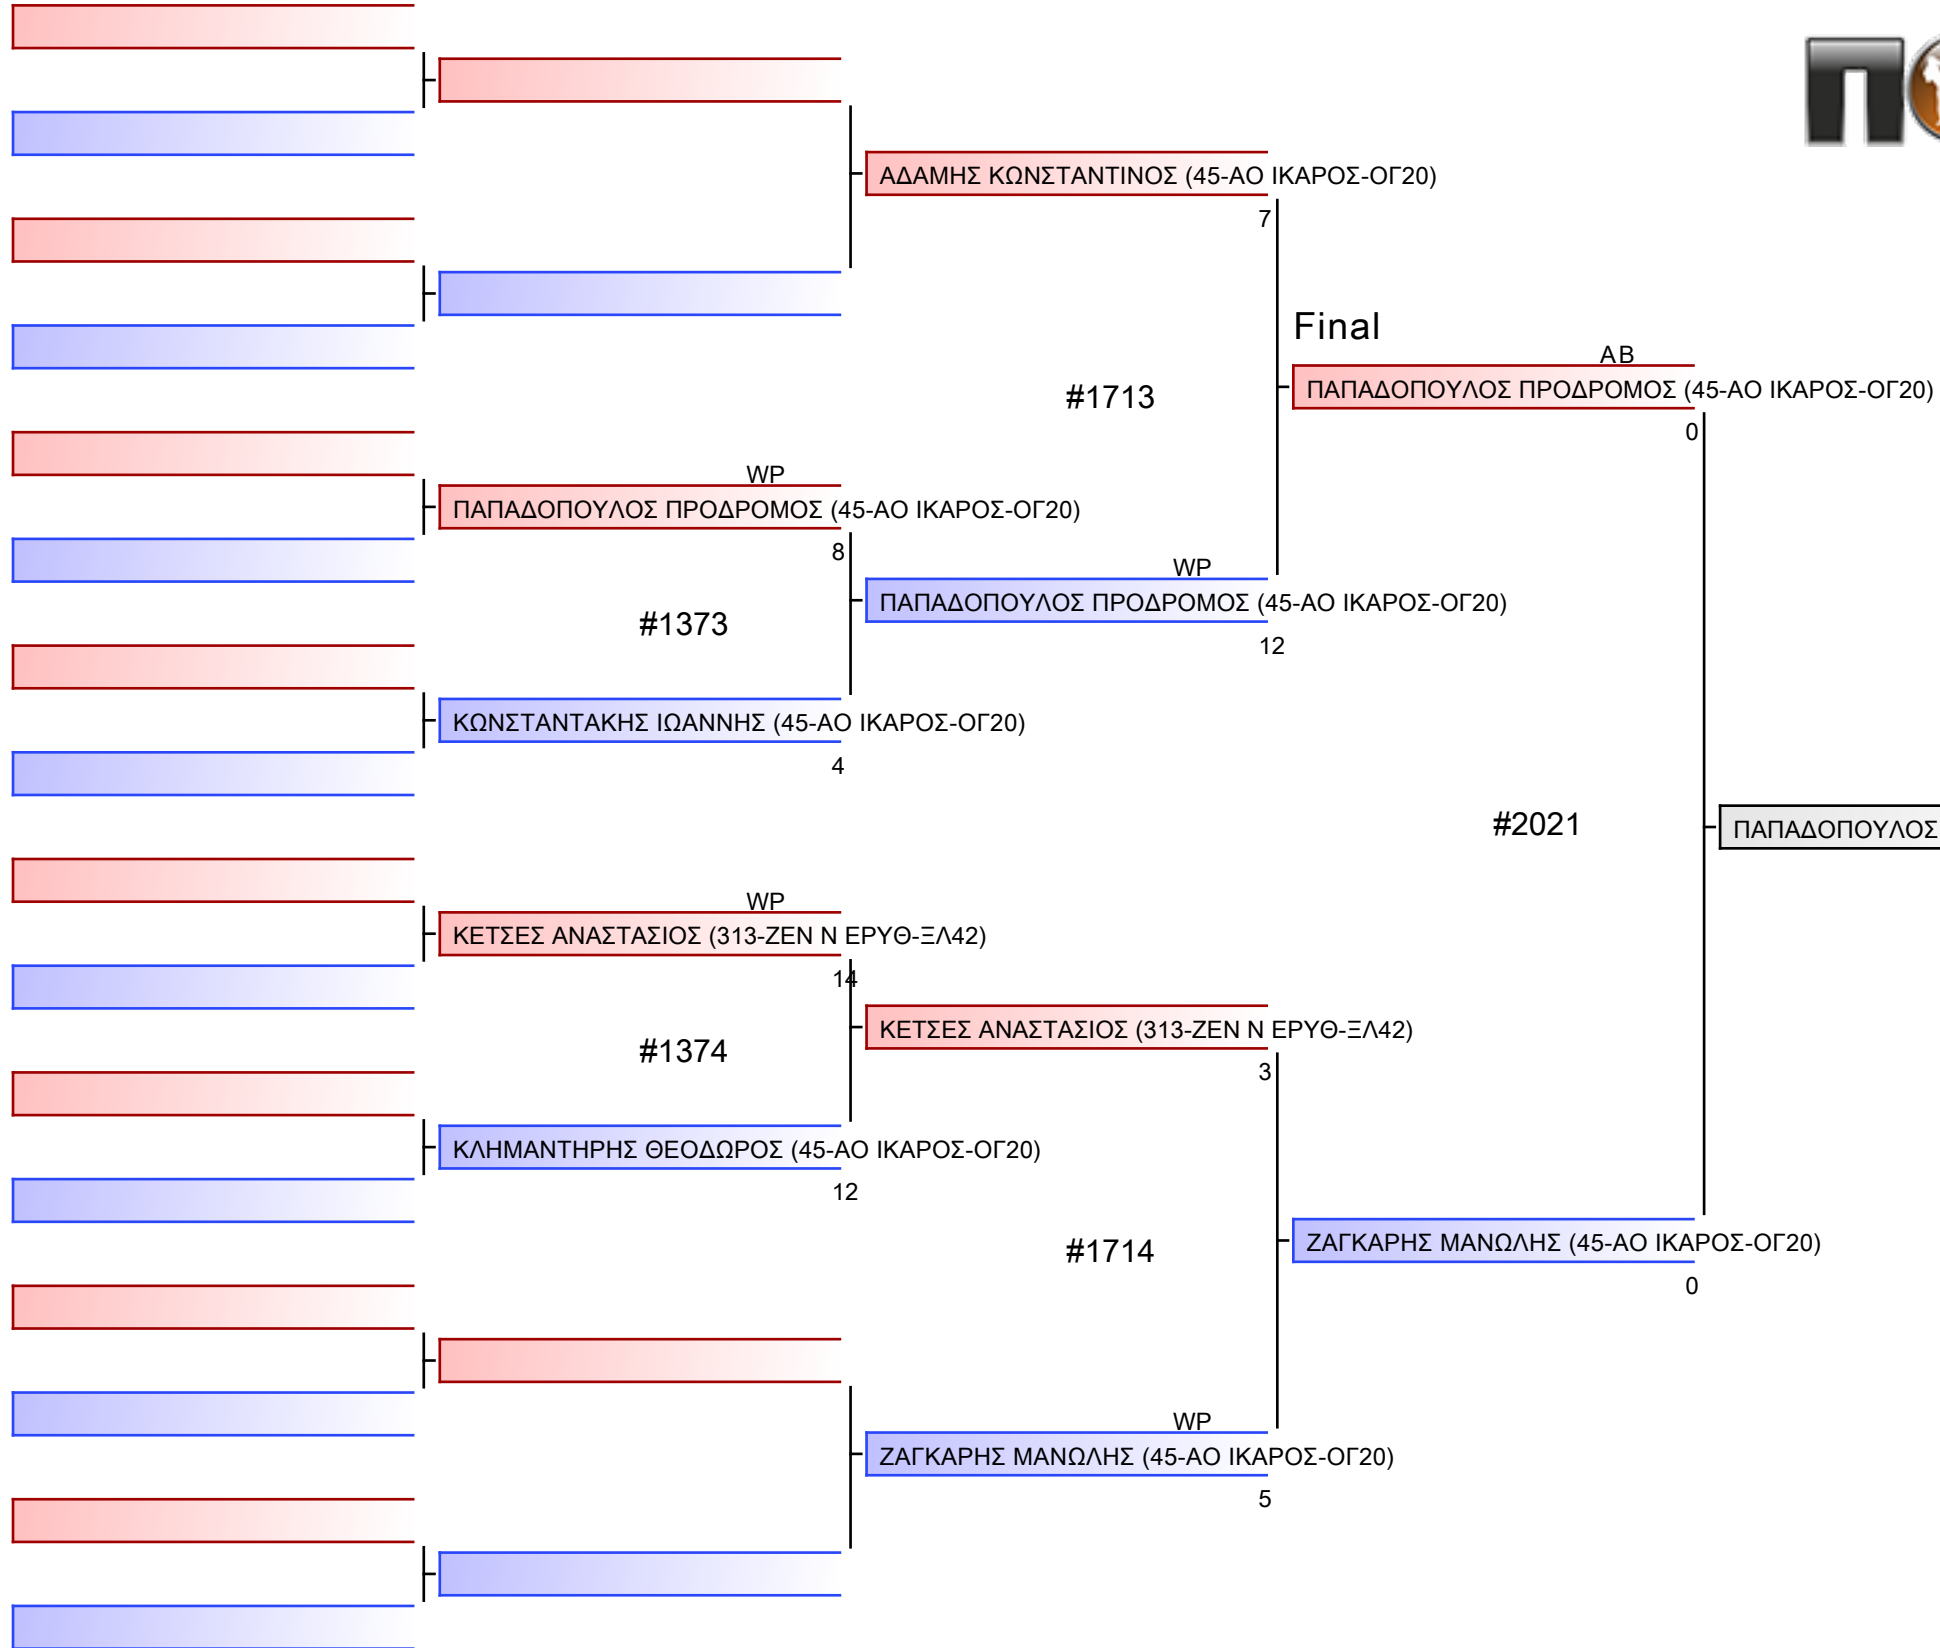 ΑΔΑΜΗΣ ΚΩΝΣΤΑΝΤΙΝΟΣ (45-ΑΟ ΙΚΑΡΟΣ-ΟΓ20)
7
Final
AB
ΠΑΠΑΔΟΠΟΥΛΟΣ ΠΡΟΔΡΟΜΟΣ (45-ΑΟ ΙΚΑΡΟΣ-ΟΓ20)
0
#1713
WP
ΠΑΠΑΔΟΠΟΥΛΟΣ ΠΡΟΔΡΟΜΟΣ (45-ΑΟ ΙΚΑΡΟΣ-ΟΓ20)
8
WP
ΠΑΠΑΔΟΠΟΥΛΟΣ ΠΡΟΔΡΟΜΟΣ (45-ΑΟ ΙΚΑΡΟΣ-ΟΓ20)
12
#1373
ΚΩΝΣΤΑΝΤΑΚΗΣ ΙΩΑΝΝΗΣ (45-ΑΟ ΙΚΑΡΟΣ-ΟΓ20)
4
#2021
ΠΑΠΑΔΟΠΟΥΛΟΣ
WP
ΚΕΤΣΕΣ ΑΝΑΣΤΑΣΙΟΣ (313-ΖΕΝ Ν ΕΡΥΘ-ΞΛ42)
14
ΚΕΤΣΕΣ ΑΝΑΣΤΑΣΙΟΣ (313-ΖΕΝ Ν ΕΡΥΘ-ΞΛ42)
3
#1374
ΚΛΗΜΑΝΤΗΡΗΣ ΘΕΟΔΩΡΟΣ (45-ΑΟ ΙΚΑΡΟΣ-ΟΓ20)
12
#1714
ΖΑΓΚΑΡΗΣ ΜΑΝΩΛΗΣ (45-ΑΟ ΙΚΑΡΟΣ-ΟΓ20)
0
WP
ΖΑΓΚΑΡΗΣ ΜΑΝΩΛΗΣ (45-ΑΟ ΙΚΑΡΟΣ-ΟΓ20)
5